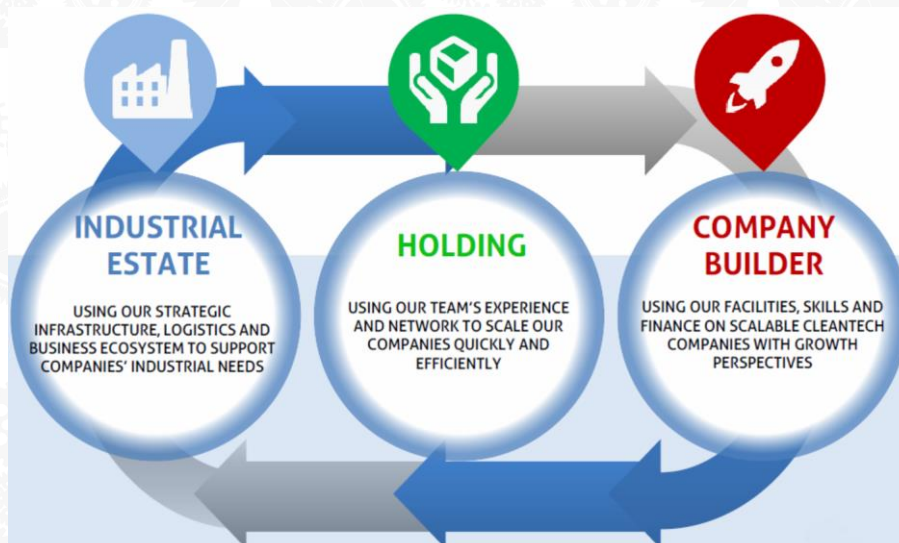 INDUSTRIAL
ESTATE
USING OUR STRATEGIC
INFRASTRUCTURE, LOGISTICS AND
BUSINESS ECOSYSTEM TO SUPPORT
COMPANIES' INDUSTRIAL NEEDS
HOLDING
USING OUR TEAM'S EXPERIENCE
AND NETWORK TO SCALE OUR
COMPANIES QUICKLY AND
EFFICIENTLY
COMPANY
BUILDER
USING OUR FACILITIES, SKILLS AND
FINANCE ON SCALABLE CLEANTECH
COMPANIES WITH GROWTH
PERSPECTIVES